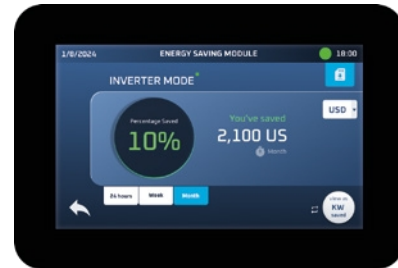 1/8/2024 ENERGY SAVING MODULE 18:00
INVERTER MODE
USD
Percentage Saved
10%
You've saved
2,100 US
Month
24 hours Week Month
KW
saved